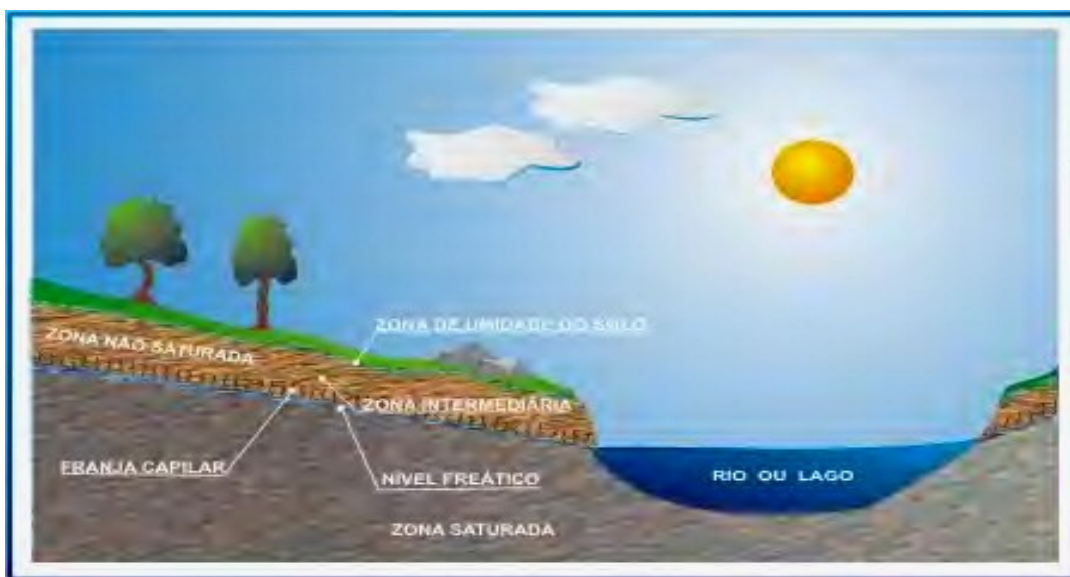 ZONA DE UMIDADE DO SOLO
ZONA NÃO SATURADA
ZONA INTERMEDIÁRIA
FRANJA CAPILAR
NÍVEL FREÁTICO
RIO OU LAGO
ZONA SATURADA